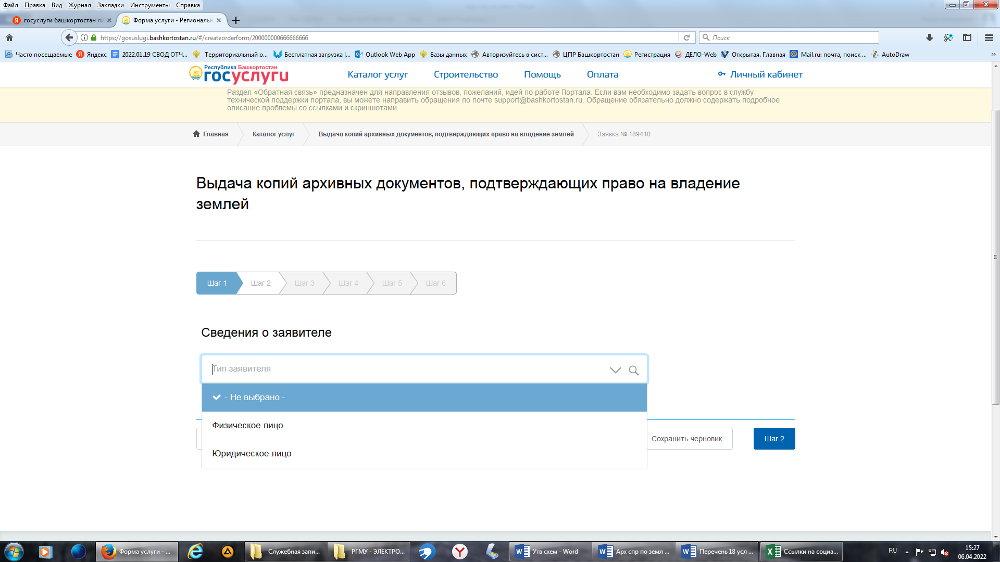 Файл Правка Вид Журнал Закладки Инструменты Справка
госуслуги башкортостан ли
Форма услуги - Региональн
https://gosuslugi.bashkortostan.ru/#/createorderform/200000000666666666
Поиск
Часто посещаемые
Яндекс
2022.01.19 СВОД ОТЧ...
Территориальный о...
Бесплатная загрузка |...
Outlook Web App
Базы данных
Авторизуйтесь в сист...
ЦПР Башкортостан
Регистрация
ДЕЛО-Web
Открытая. Главная
Mail.ru: почта, поиск ...
AutoDraw
Республика Башкортостан
госуслуги
Каталог услуг
Строительство
Помощь
Оплата
Личный кабинет
Раздел «Обратная связь» предназначен для направления отзывов, пожеланий, идей по работе Портала. Если вам необходимо задать вопрос в службу
технической поддержки портала, вы можете направить обращения по почте support@bashkortostan.ru. Обращение обязательно должно содержать подробное
описание проблемы со ссылками и скриншотами.
Главная
Каталог услуг
Выдача копий архивных документов, подтверждающих право на владение землей
Заявка № 189410
Выдача копий архивных документов, подтверждающих право на владение
землей
Шаг 1
Шаг 2
Шаг 3
Шаг 4
Шаг 5
Шаг 6
Сведения о заявителе
Тип заявителя
- Не выбрано -
Физическое лицо
Юридическое лицо
Сохранить черновик
Шаг 2
Форма услуги - ...
Служебная запи...
РГМУ - ЭЛЕКТРО...
Утв схем - Word
Арх спр по земл ...
Перечень 18 усл ...
Ссылки на социа...
RU
15:27
06.04.2022